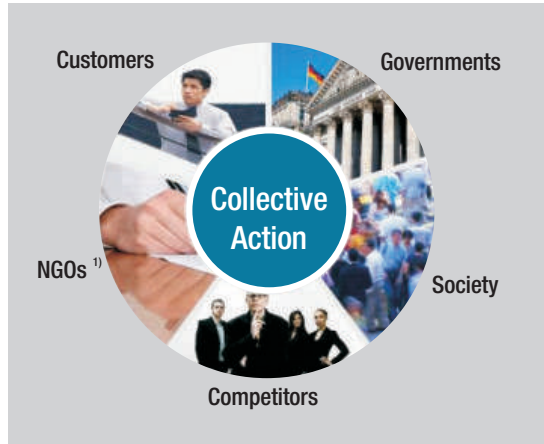 Customers
Governments
Collective
Action
NGOs 1)
Society
Competitors